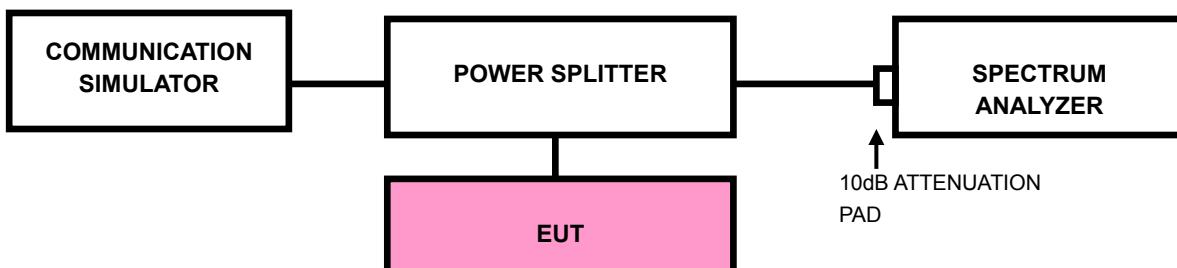 COMMUNICATION
SIMULATOR
POWER SPLITTER
SPECTRUM
ANALYZER
10dB ATTENUATION
PAD
EUT